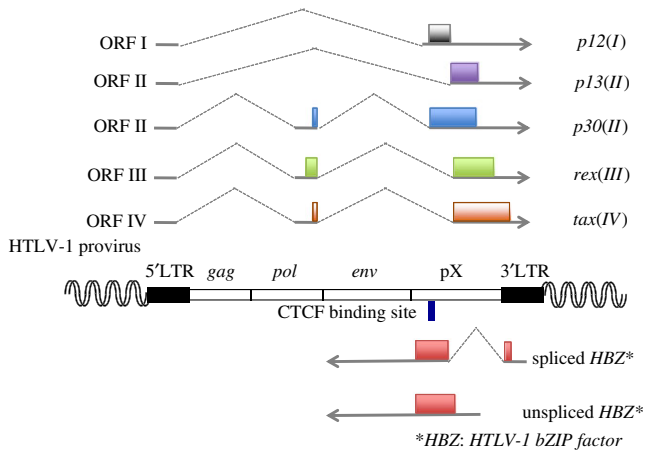 ORF I p12(I)
ORF II p13(II)
ORF II p30(II)
ORF III rex(III)
ORF IV tax(IV)
HTLV-1 provirus
5′LTR gag pol env pX 3′LTR
CTCF binding site
spliced HBZ*
unspliced HBZ*
*HBZ: HTLV-1 bZIP factor